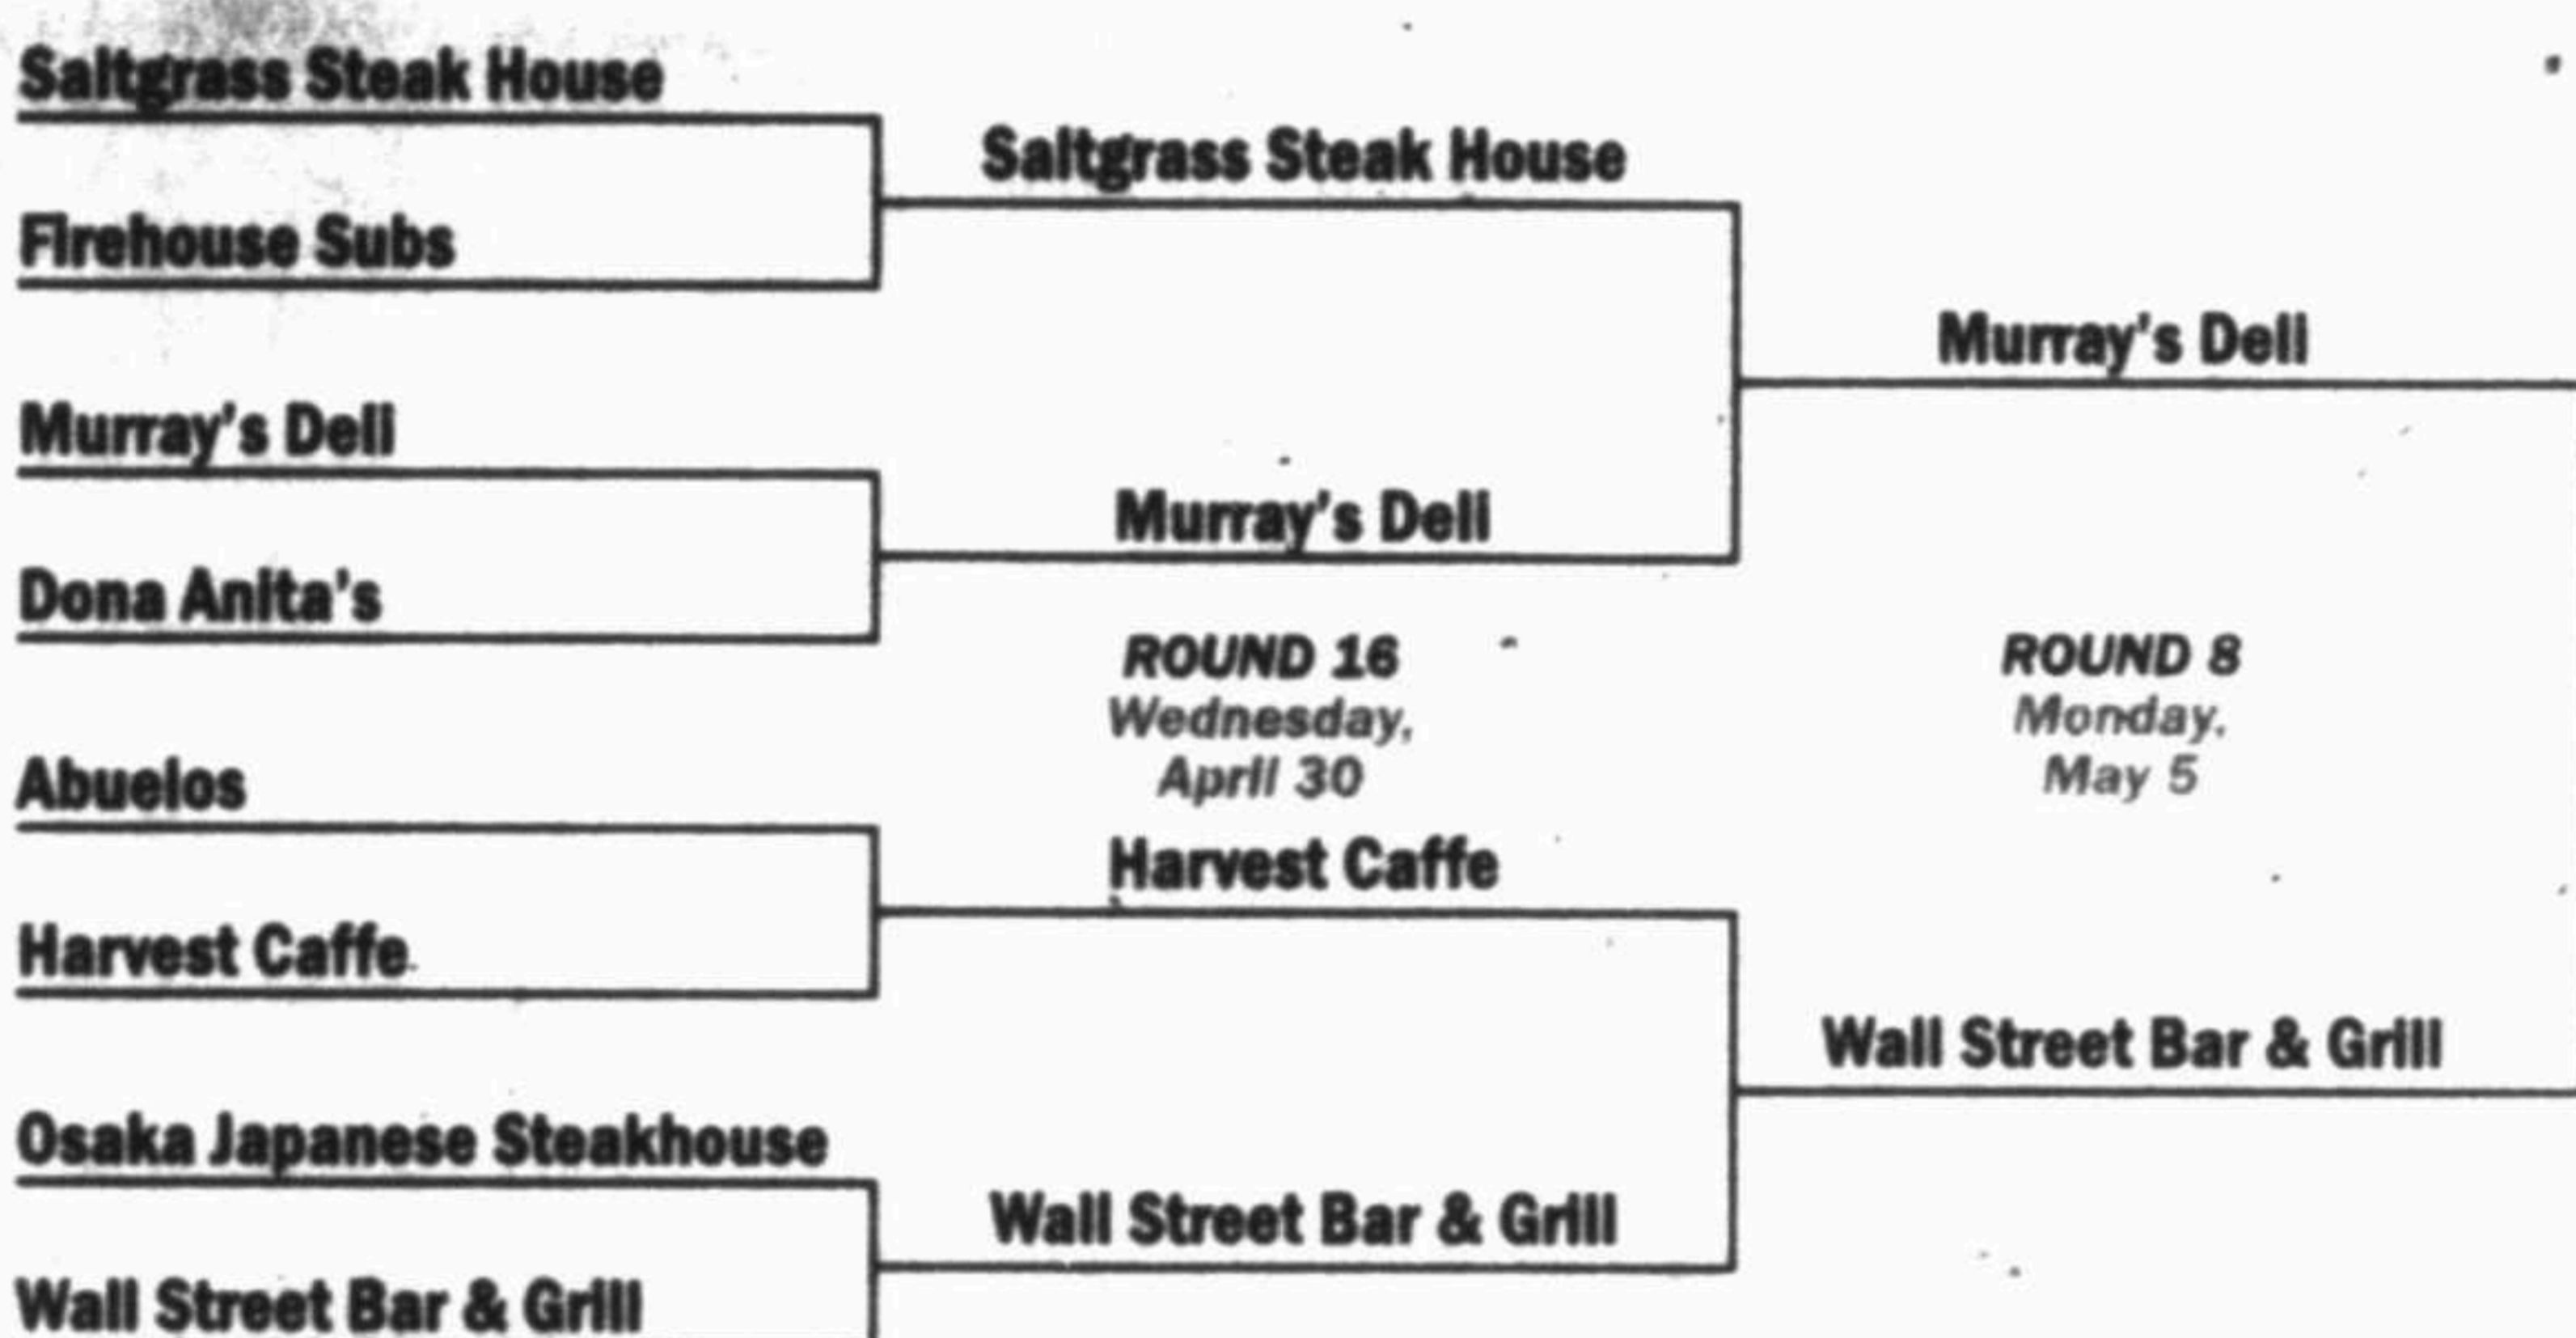 Saltgrass Steak House
Saltgrass Steak House
Firehouse Subs
Murray's Deli
Murray's Deli
Murray's Deli
Dona Anita's
ROUND 16
Wednesday,
April 30
ROUND 8
Monday,
May 5
Abuelos
Harvest Caffe
Harvest Caffe
Wall Street Bar & Grill
Osaka Japanese Steakhouse
Wall Street Bar & Grill
Wall Street Bar & Grill